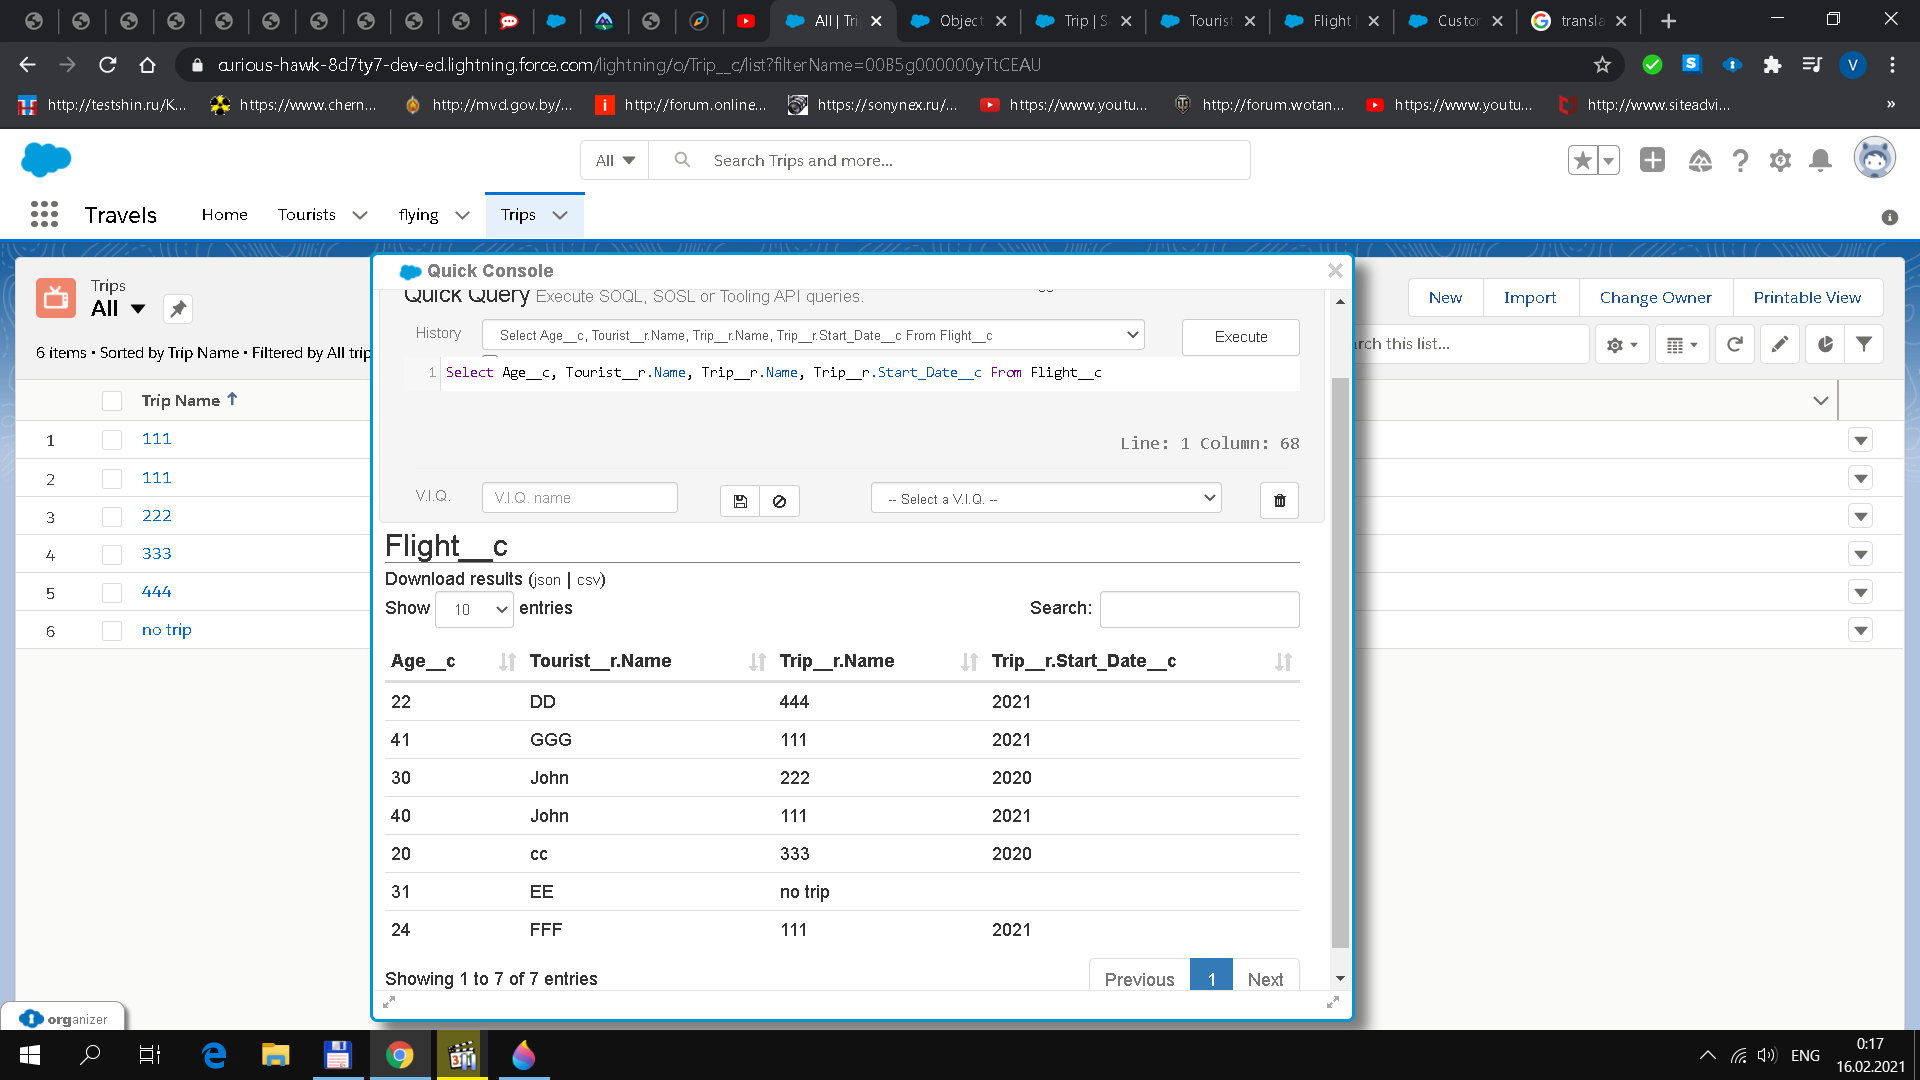 All | Tri
Object
Trip | S
Tourist
Flight
Custo
transla
curious-hawk-8d7ty7-dev-ed.lightning.force.com/lightning/o/Trip__c/list?filterName=00B5g000000yTtCEAU
V
http://testshin.ru/K...
https://www.chern...
http://mvd.gov.by/...
http://forum.online...
https://sonynex.ru/...
https://www.youtu...
http://forum.wotan...
https://www.youtu...
http://www.siteadvi...
»
All
Search Trips and more...
Travels
Home
Tourists
flying
Trips
Trips
All
6 items • Sorted by Trip Name • Filtered by All trip
New
Import
Change Owner
Printable View
rch this list...
Trip Name
1 111
2 111
3 222
4 333
5 444
6 no trip
Quick Console
Quick Query Execute SOQL, SOSL or Tooling API queries.
History
Select Age__c, Tourist__r.Name, Trip__r.Name, Trip__r.Start_Date__c From Flight__c
Execute
1 Select Age__c, Tourist__r.Name, Trip__r.Name, Trip__r.Start_Date__c From Flight__c
Line: 1 Column: 68
V.I.Q.
V.I.Q. name
-- Select a V.I.Q. --
Flight__c
Download results (json | csv)
Show 10 entries
Search:
Age__c Tourist__r.Name Trip__r.Name Trip__r.Start_Date__c
22 DD 444 2021
41 GGG 111 2021
30 John 222 2020
40 John 111 2021
20 cc 333 2020
31 EE no trip
24 FFF 111 2021
Showing 1 to 7 of 7 entries
Previous 1 Next
organizer
ENG
0:17
16.02.2021